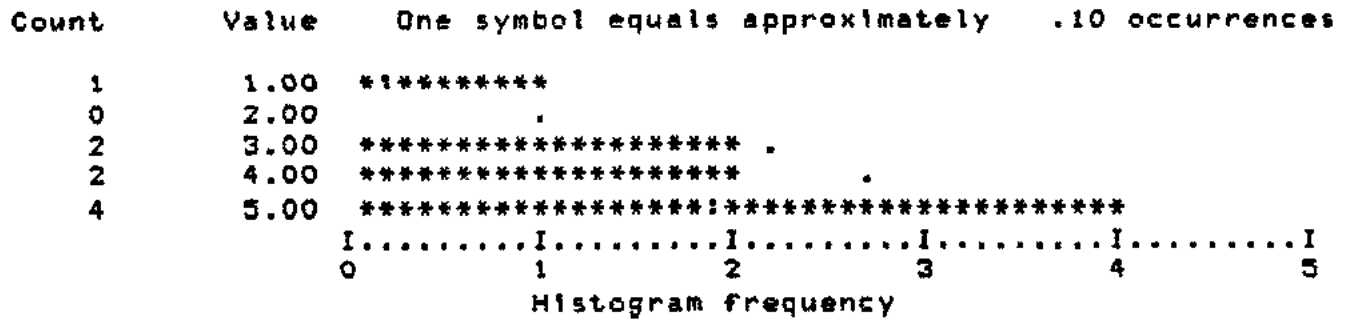 Count Value One symbol equals approximately .10 occurrences
1 1.00 *:********
0 2.00 .
2 3.00 ******************** .
2 4.00 ******************** .
4 5.00 ******************:*********************
I.........I.........I.........I.........I.........I
0 1 2 3 4 5
Histogram frequency